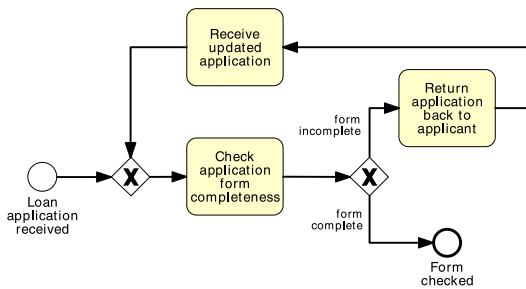 Receive
updated
application
Return
application
back to
applicant
form
incomplete
Check
application
form
completeness
X
X
Loan
application
received
form
complete
Form
checked